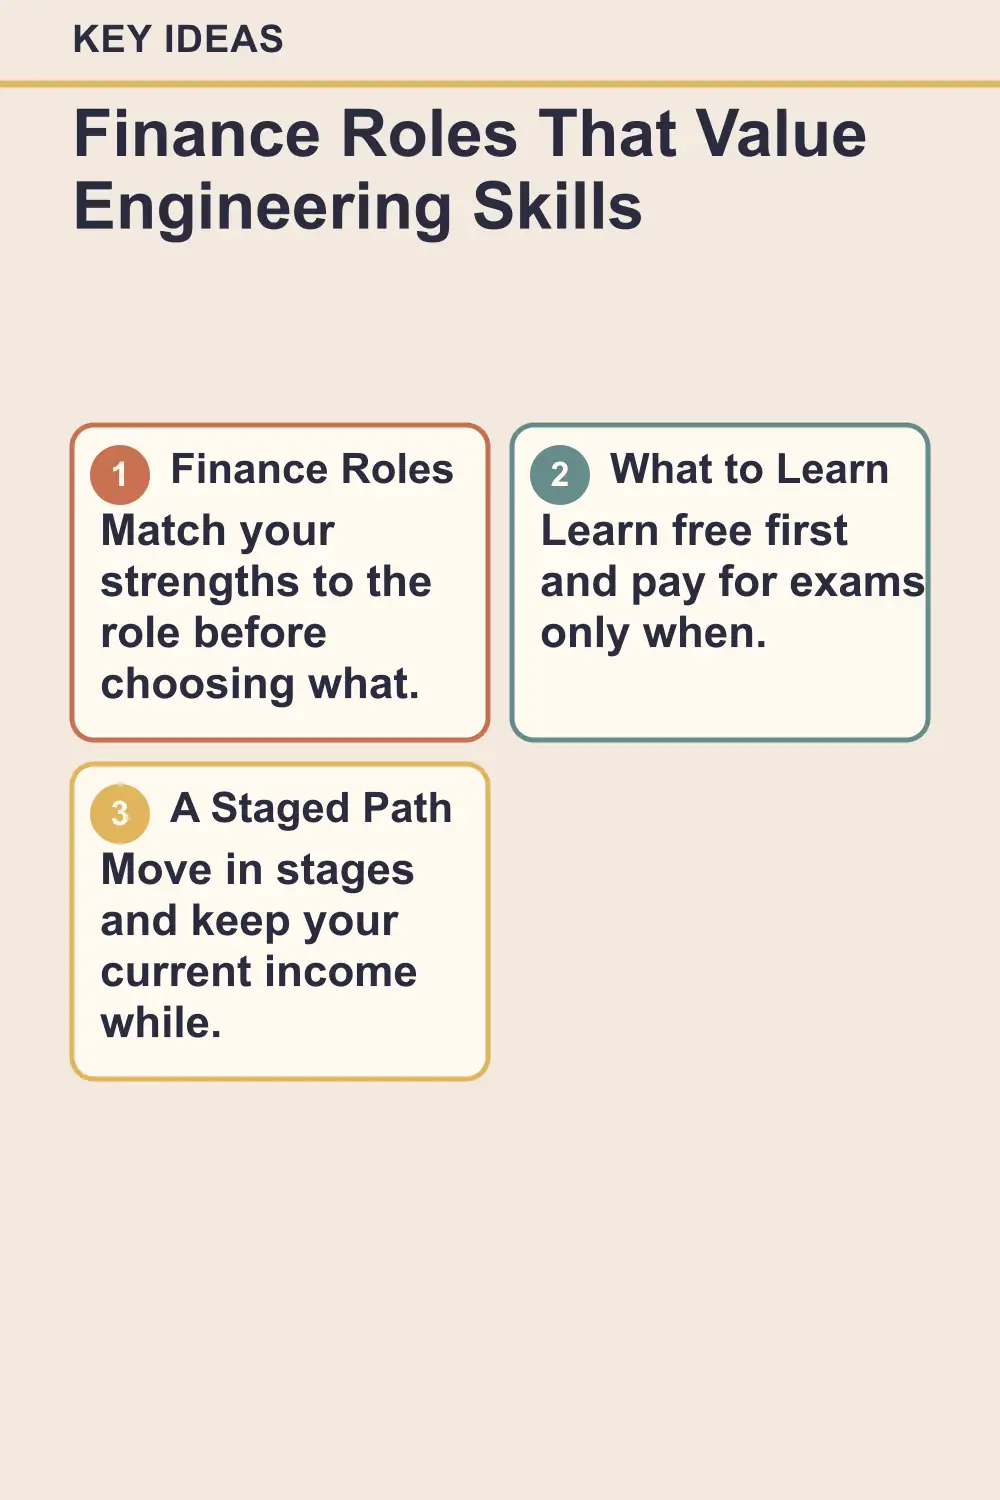 KEY IDEAS
Finance Roles That Value
Engineering Skills
1 Finance Roles
Match your
strengths to the
role before
choosing what.
2 What to Learn
Learn free first
and pay for exams
only when.
3 A Staged Path
Move in stages
and keep your
current income
while.